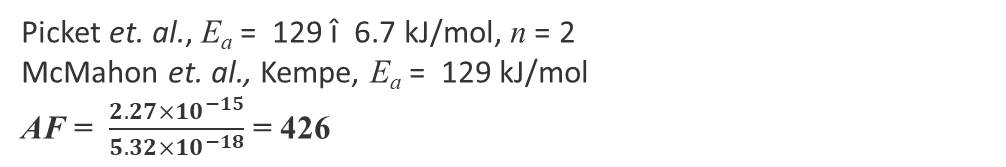 Picket et. al., Eₐ = 129 î 6.7 kJ/mol, n = 2
McMahon et. al., Kempe, Eₐ = 129 kJ/mol
AF = 2.27×10⁻¹⁵ / 5.32×10⁻¹⁸ = 426